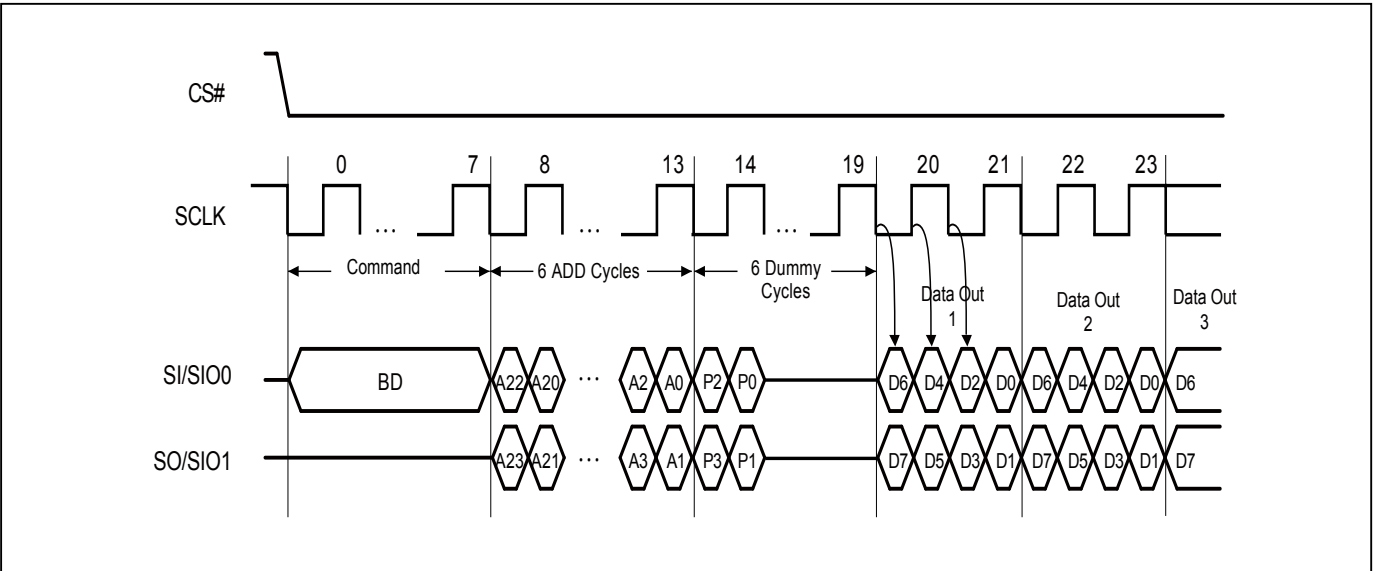 CS#
0 7 8 13 14 19 20 21 22 23
SCLK
... ... ...
Command
6 ADD Cycles
6 Dummy
Cycles
Data Out
1
Data Out
2
Data Out
3
SI/SIO0
BD A22 A20 ... A2 A0 P2 P0 D6 D4 D2 D0 D6 D4 D2 D0 D6
SO/SIO1
A23 A21 ... A3 A1 P3 P1 D7 D5 D3 D1 D7 D5 D3 D1 D7